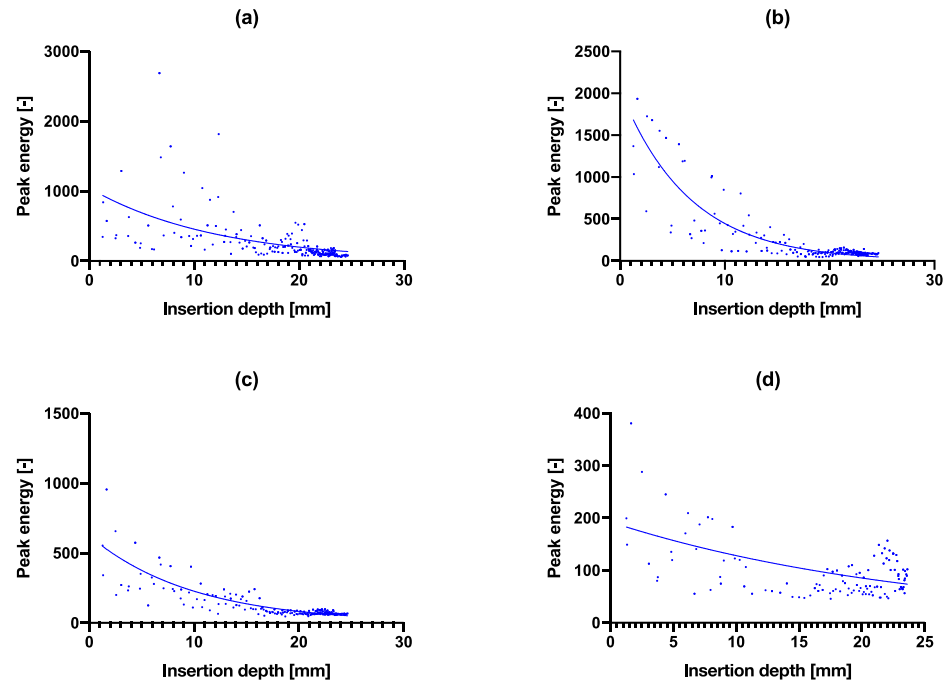 (a)
3000
2000
1000
0
Peak energy [-]
0 10 20 30
Insertion depth [mm]
(b)
2500
2000
1500
1000
500
0
Peak energy [-]
0 10 20 30
Insertion depth [mm]
(c)
1500
1000
500
0
Peak energy [-]
0 10 20 30
Insertion depth [mm]
(d)
400
300
200
100
0
Peak energy [-]
0 5 10 15 20 25
Insertion depth [mm]